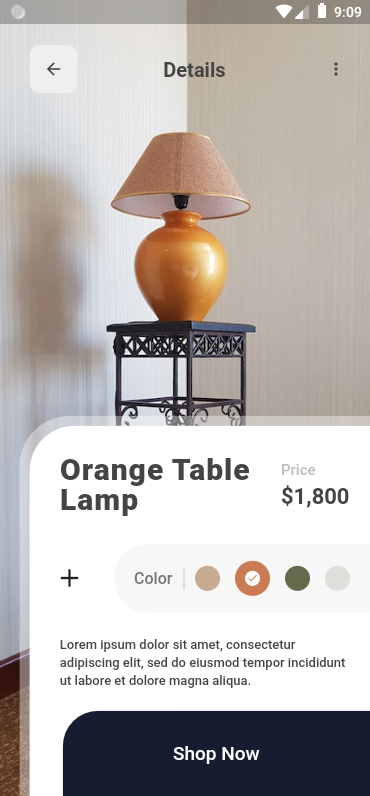 9:09
Details
Orange Table
Lamp
Price
$1,800
Color
Lorem ipsum dolor sit amet, consectetur
adipiscing elit, sed do eiusmod tempor incididunt
ut labore et dolore magna aliqua.
Shop Now